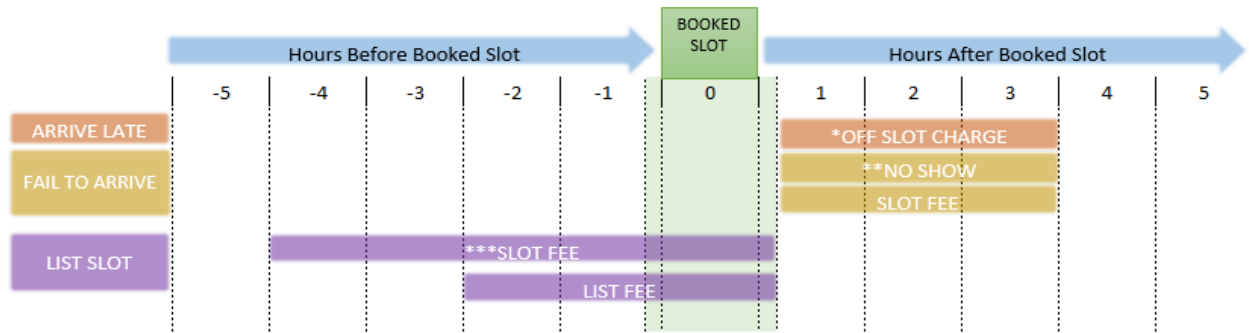 BOOKED
SLOT
Hours Before Booked Slot
Hours After Booked Slot
-5 -4 -3 -2 -1 0 1 2 3 4 5
ARRIVE LATE
*OFF SLOT CHARGE
FAIL TO ARRIVE
**NO SHOW
SLOT FEE
LIST SLOT
***SLOT FEE
LIST FEE